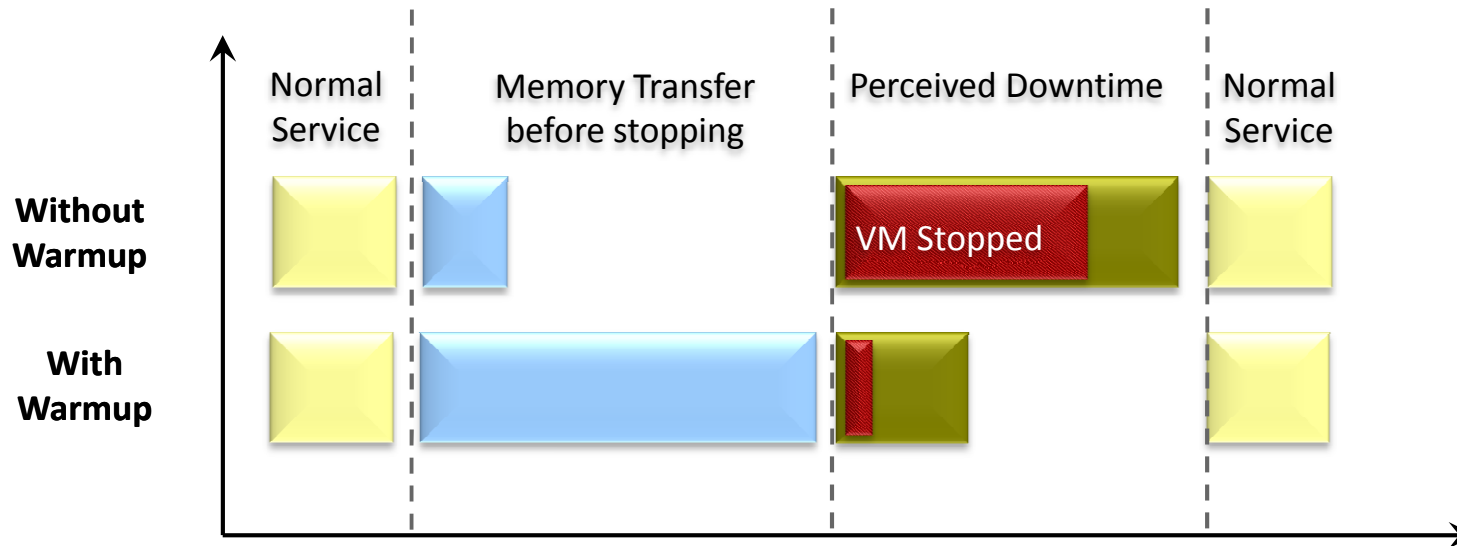 Normal
Service
Memory Transfer
before stopping
Perceived Downtime
Normal
Service
Without
Warmup
VM Stopped
With
Warmup